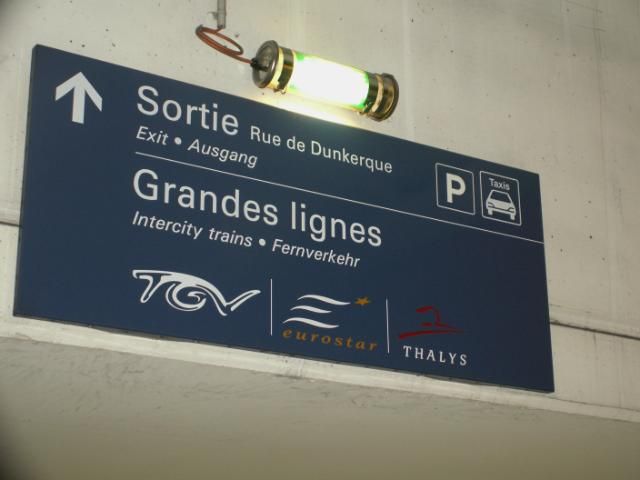 Sortie Rue de Dunkerque
Exit • Ausgang
P
Taxis
Grandes lignes
Intercity trains • Fernverkehr
TGV
eurostar
THALYS